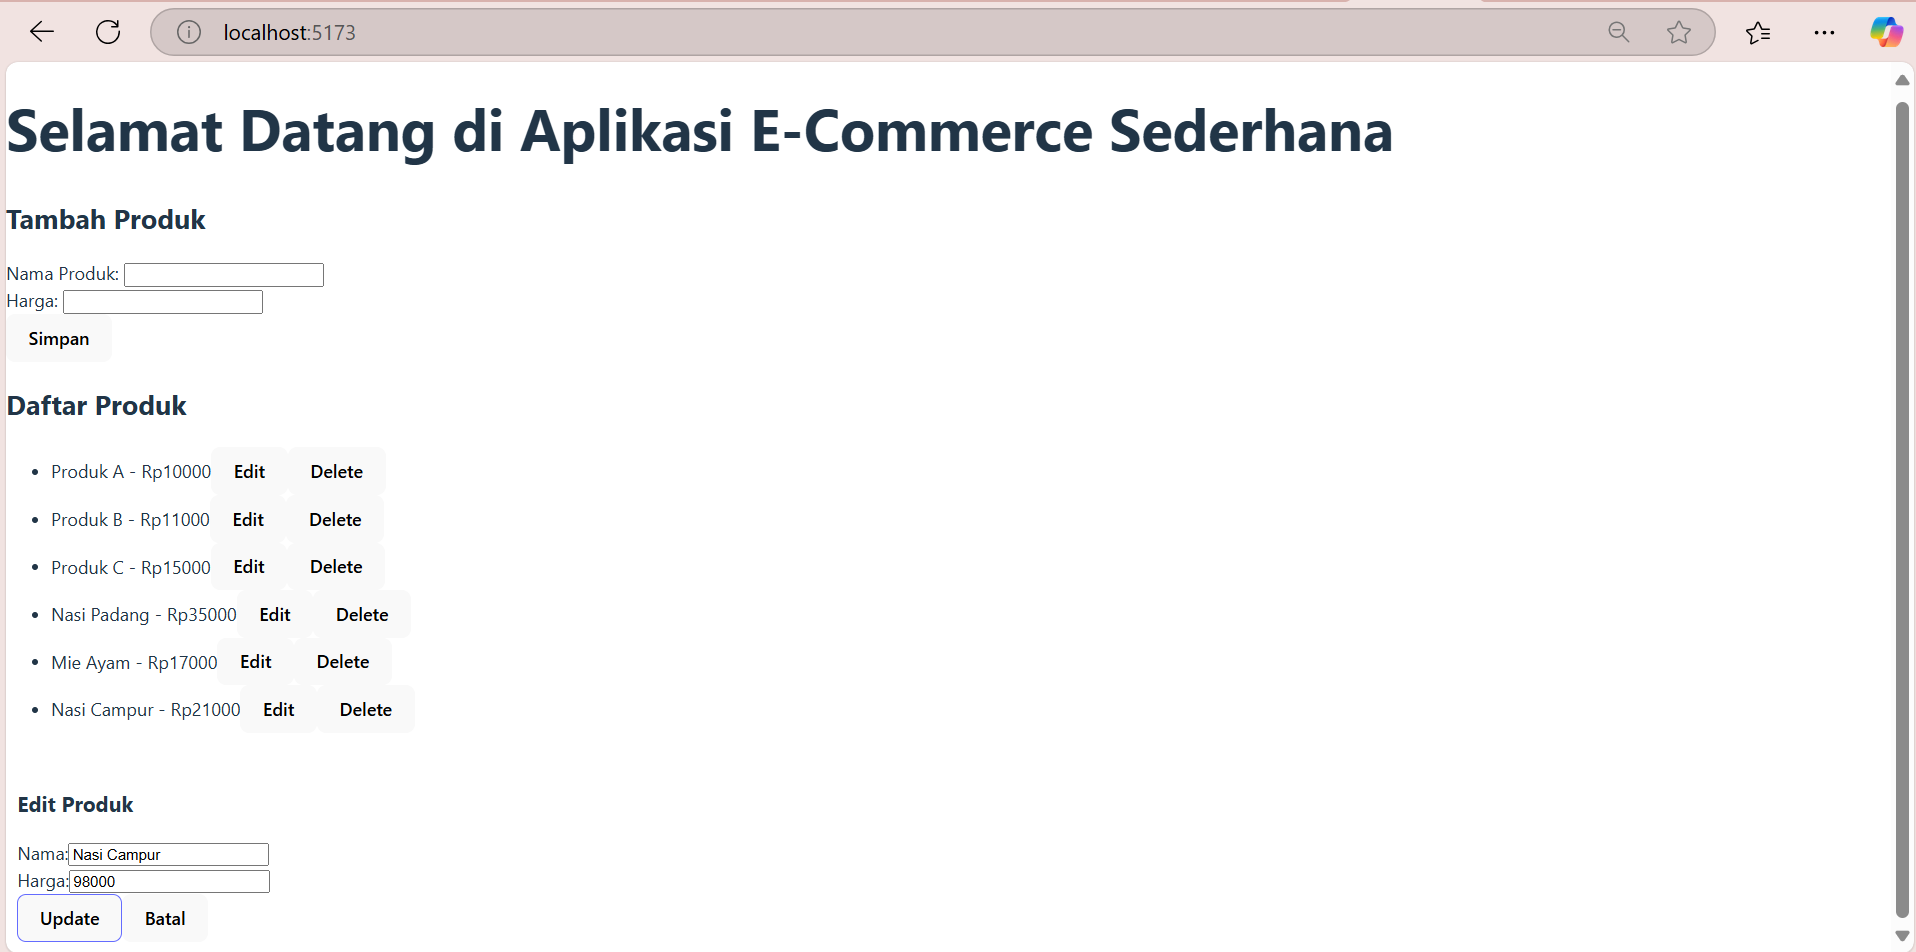 localhost:5173
Selamat Datang di Aplikasi E-Commerce Sederhana
Tambah Produk
Nama Produk:
Harga:
Simpan
Daftar Produk
• Produk A - Rp10000 Edit Delete
• Produk B - Rp11000 Edit Delete
• Produk C - Rp15000 Edit Delete
• Nasi Padang - Rp35000 Edit Delete
• Mie Ayam - Rp17000 Edit Delete
• Nasi Campur - Rp21000 Edit Delete
Edit Produk
Nama: Nasi Campur
Harga: 98000
Update Batal